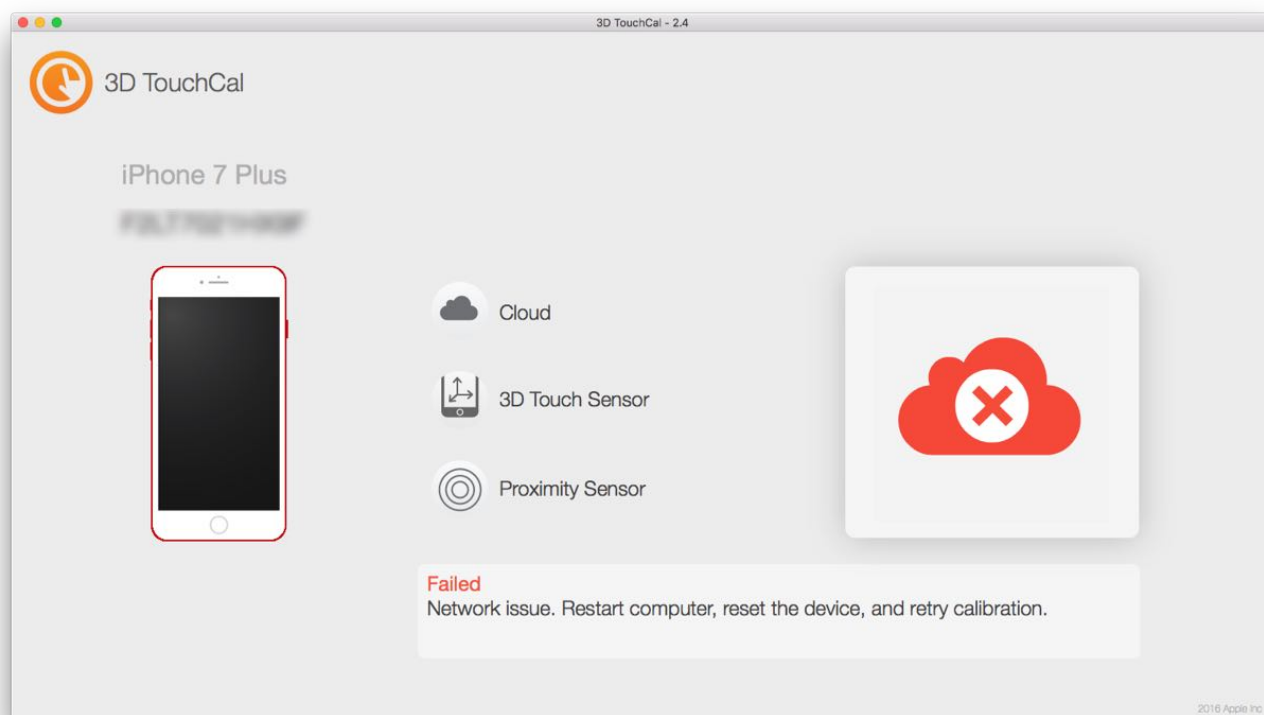 3D TouchCal - 2.4
3D TouchCal
iPhone 7 Plus
Cloud
3D Touch Sensor
Proximity Sensor
Failed
Network issue. Restart computer, reset the device, and retry calibration.
2016 Apple Inc